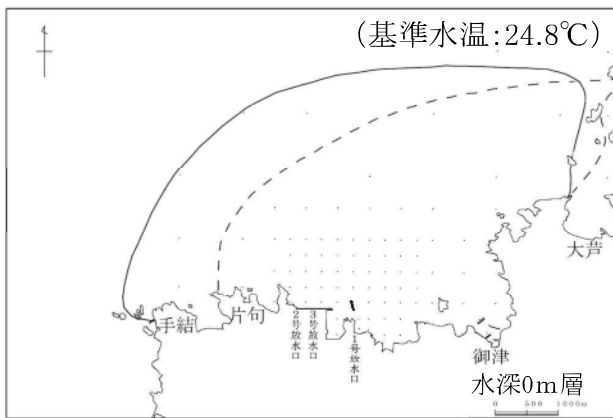 (基準水温:24.8℃)
大芦
手結
片句
2号放水口
3号放水口
1号放水口
御津
水深0m層
0 500 1000m